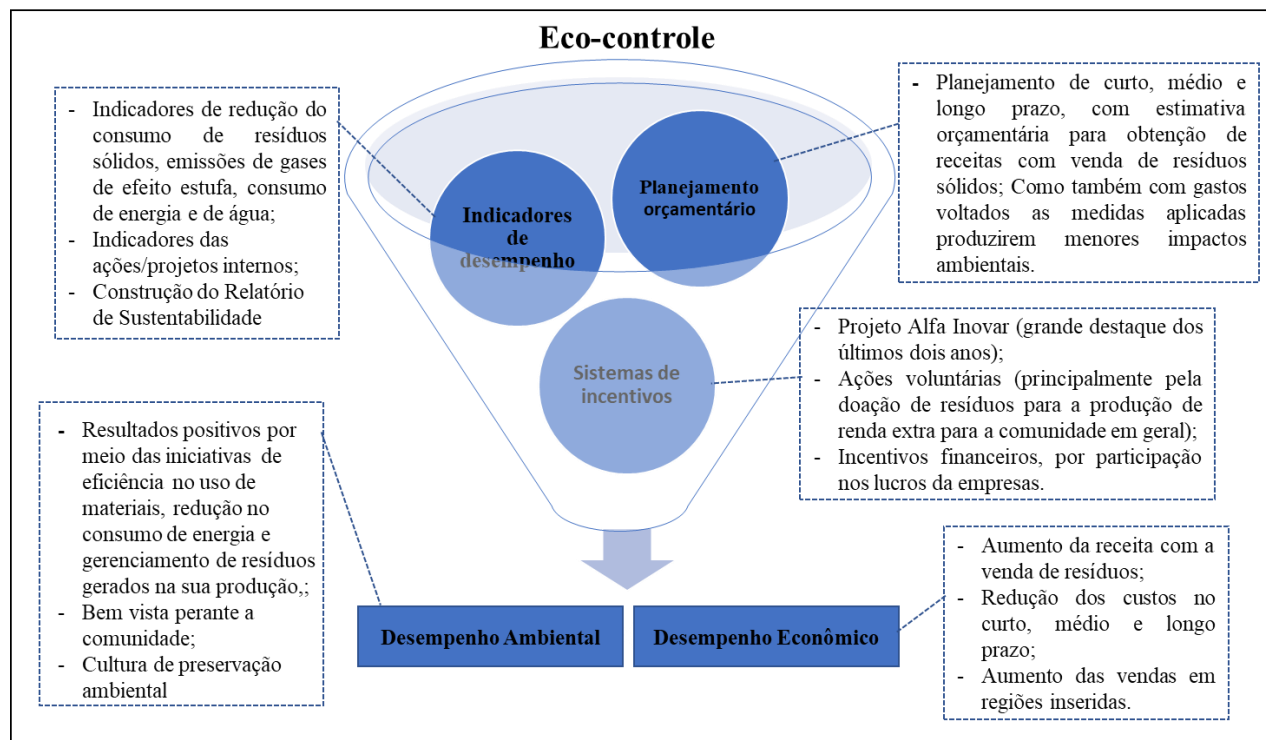 Eco-controle
- Indicadores de redução do
consumo de resíduos
sólidos, emissões de gases
de efeito estufa, consumo
de energia e de água;
- Indicadores das
ações/projetos internos;
- Construção do Relatório
de Sustentabilidade
Indicadores
de
desempenho
Planejamento
orçamentário
- Planejamento de curto, médio e
longo prazo, com estimativa
orçamentária para obtenção de
receitas com venda de resíduos
sólidos; Como também com gastos
voltados as medidas aplicadas
produzirem menores impactos
ambientais.
Sistemas de
incentivos
- Projeto Alfa Inovar (grande destaque dos
últimos dois anos);
- Ações voluntárias (principalmente pela
doação de resíduos para a produção de
renda extra para a comunidade em geral);
- Incentivos financeiros, por participação
nos lucros da empresas.
- Resultados positivos por
meio das iniciativas de
eficiência no uso de
materiais, redução no
consumo de energia e
gerenciamento de resíduos
gerados na sua produção,;
- Bem vista perante a
comunidade;
- Cultura de preservação
ambiental
Desempenho Ambiental
Desempenho Econômico
- Aumento da receita com a
venda de resíduos;
- Redução dos custos no
curto, médio e longo
prazo;
- Aumento das vendas em
regiões inseridas.